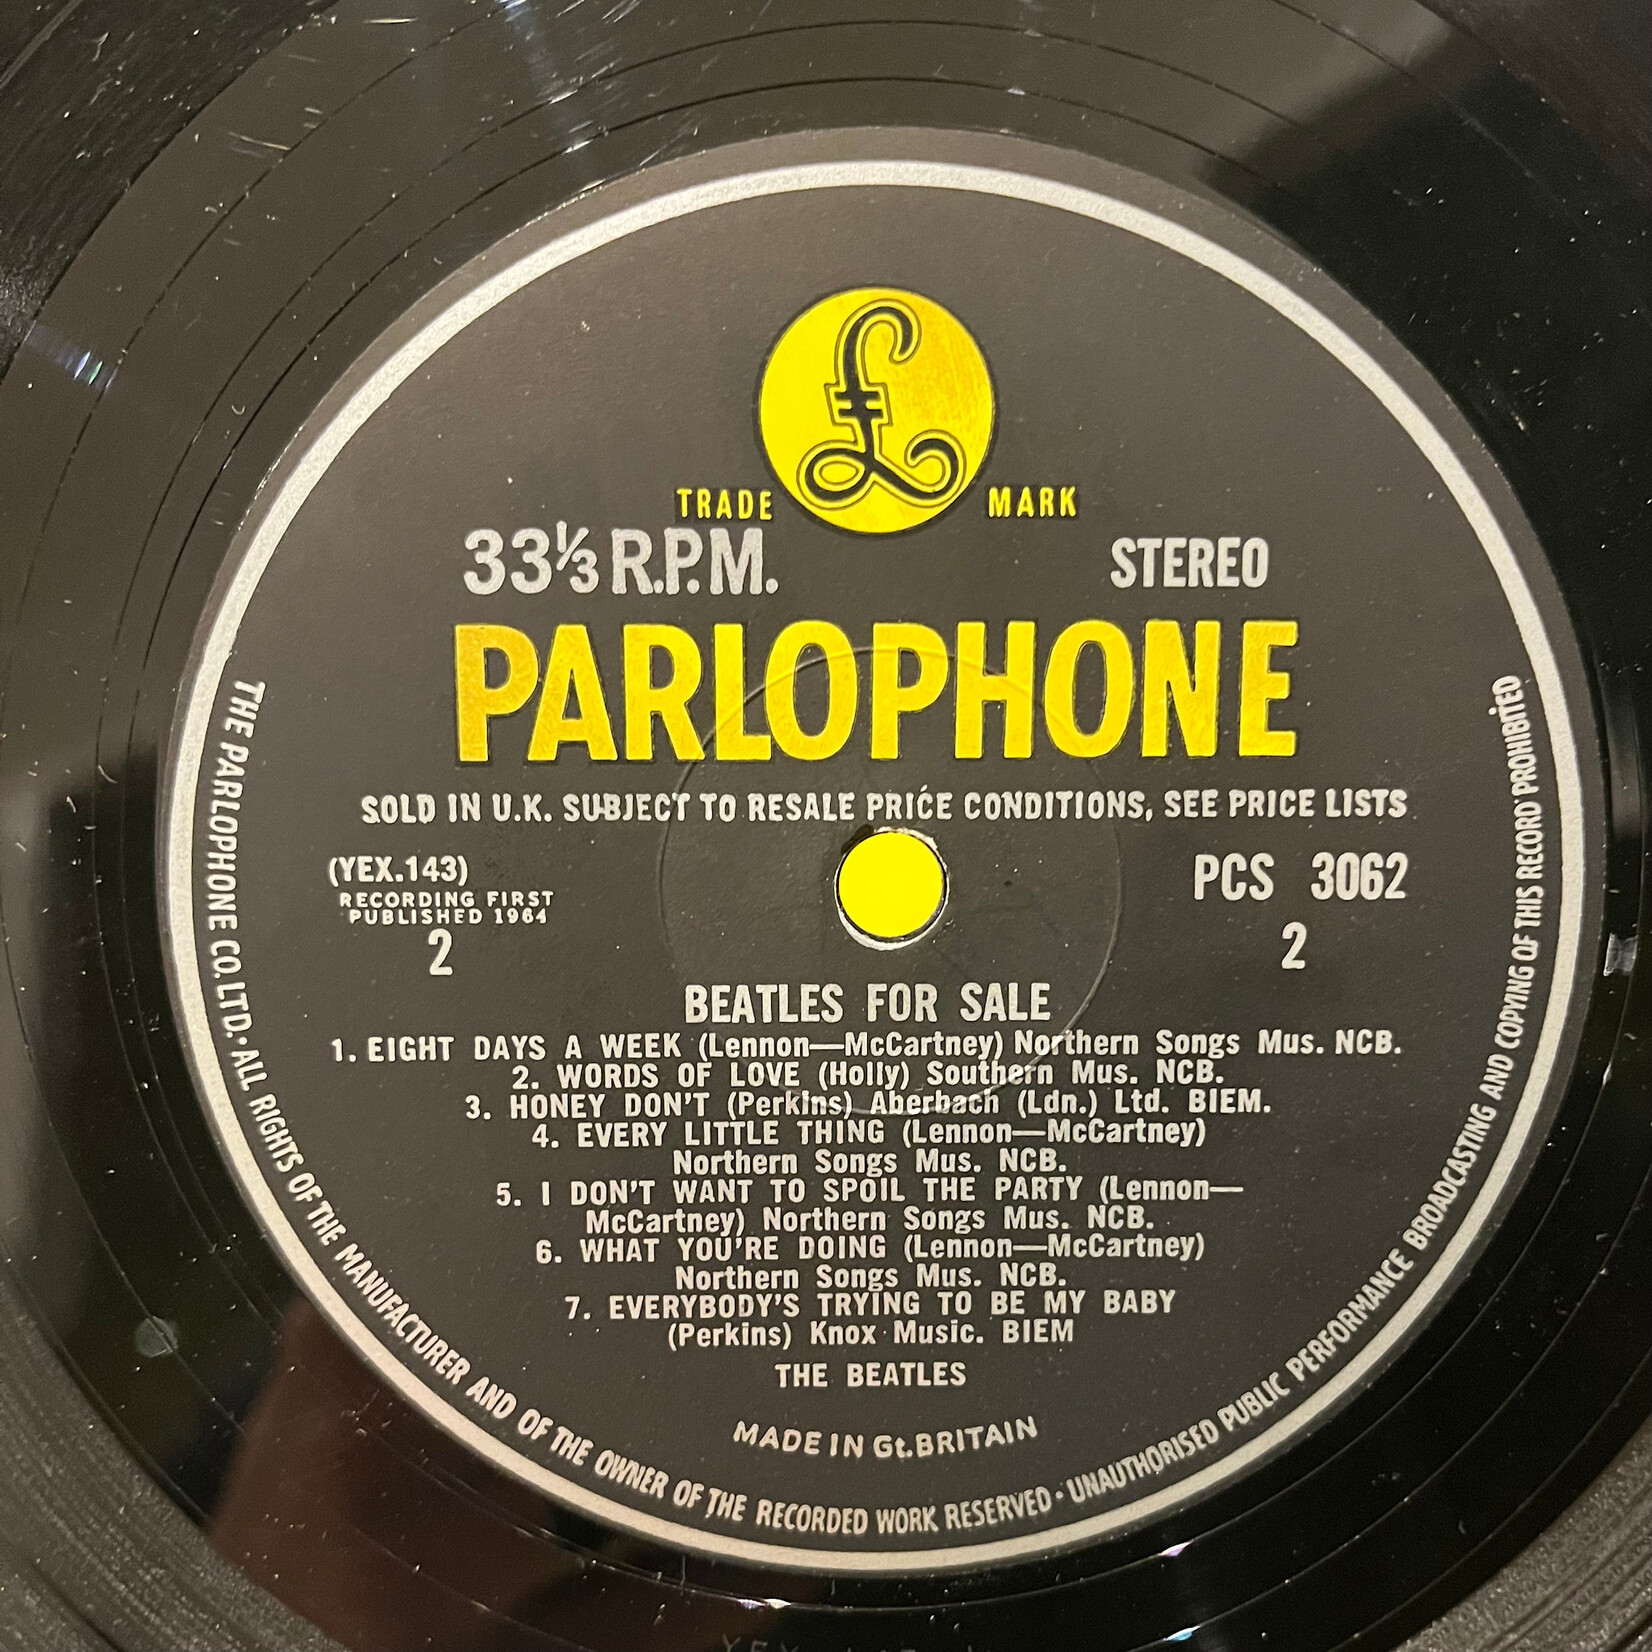 £
TRADE MARK
33⅓ R.P.M. STEREO
PARLOPHONE
SOLD IN U.K. SUBJECT TO RESALE PRICE CONDITIONS, SEE PRICE LISTS
(YEX.143) PCS 3062
RECORDING FIRST
PUBLISHED 1964
2 2
BEATLES FOR SALE
1. EIGHT DAYS A WEEK (Lennon—McCartney) Northern Songs Mus. NCB.
2. WORDS OF LOVE (Holly) Southern Mus. NCB.
3. HONEY DON'T (Perkins) Aberbach (Ldn.) Ltd. BIEM.
4. EVERY LITTLE THING (Lennon—McCartney)
Northern Songs Mus. NCB.
5. I DON'T WANT TO SPOIL THE PARTY (Lennon—
McCartney) Northern Songs Mus. NCB.
6. WHAT YOU'RE DOING (Lennon—McCartney)
Northern Songs Mus. NCB.
7. EVERYBODY'S TRYING TO BE MY BABY
(Perkins) Knox Music. BIEM
THE BEATLES
MADE IN Gt. BRITAIN
THE PARLOPHONE CO. LTD. · ALL RIGHTS OF THE MANUFACTURER AND OF THE OWNER OF THE RECORDED WORK RESERVED · UNAUTHORISED PUBLIC PERFORMANCE BROADCASTING AND COPYING OF THIS RECORD PROHIBITED